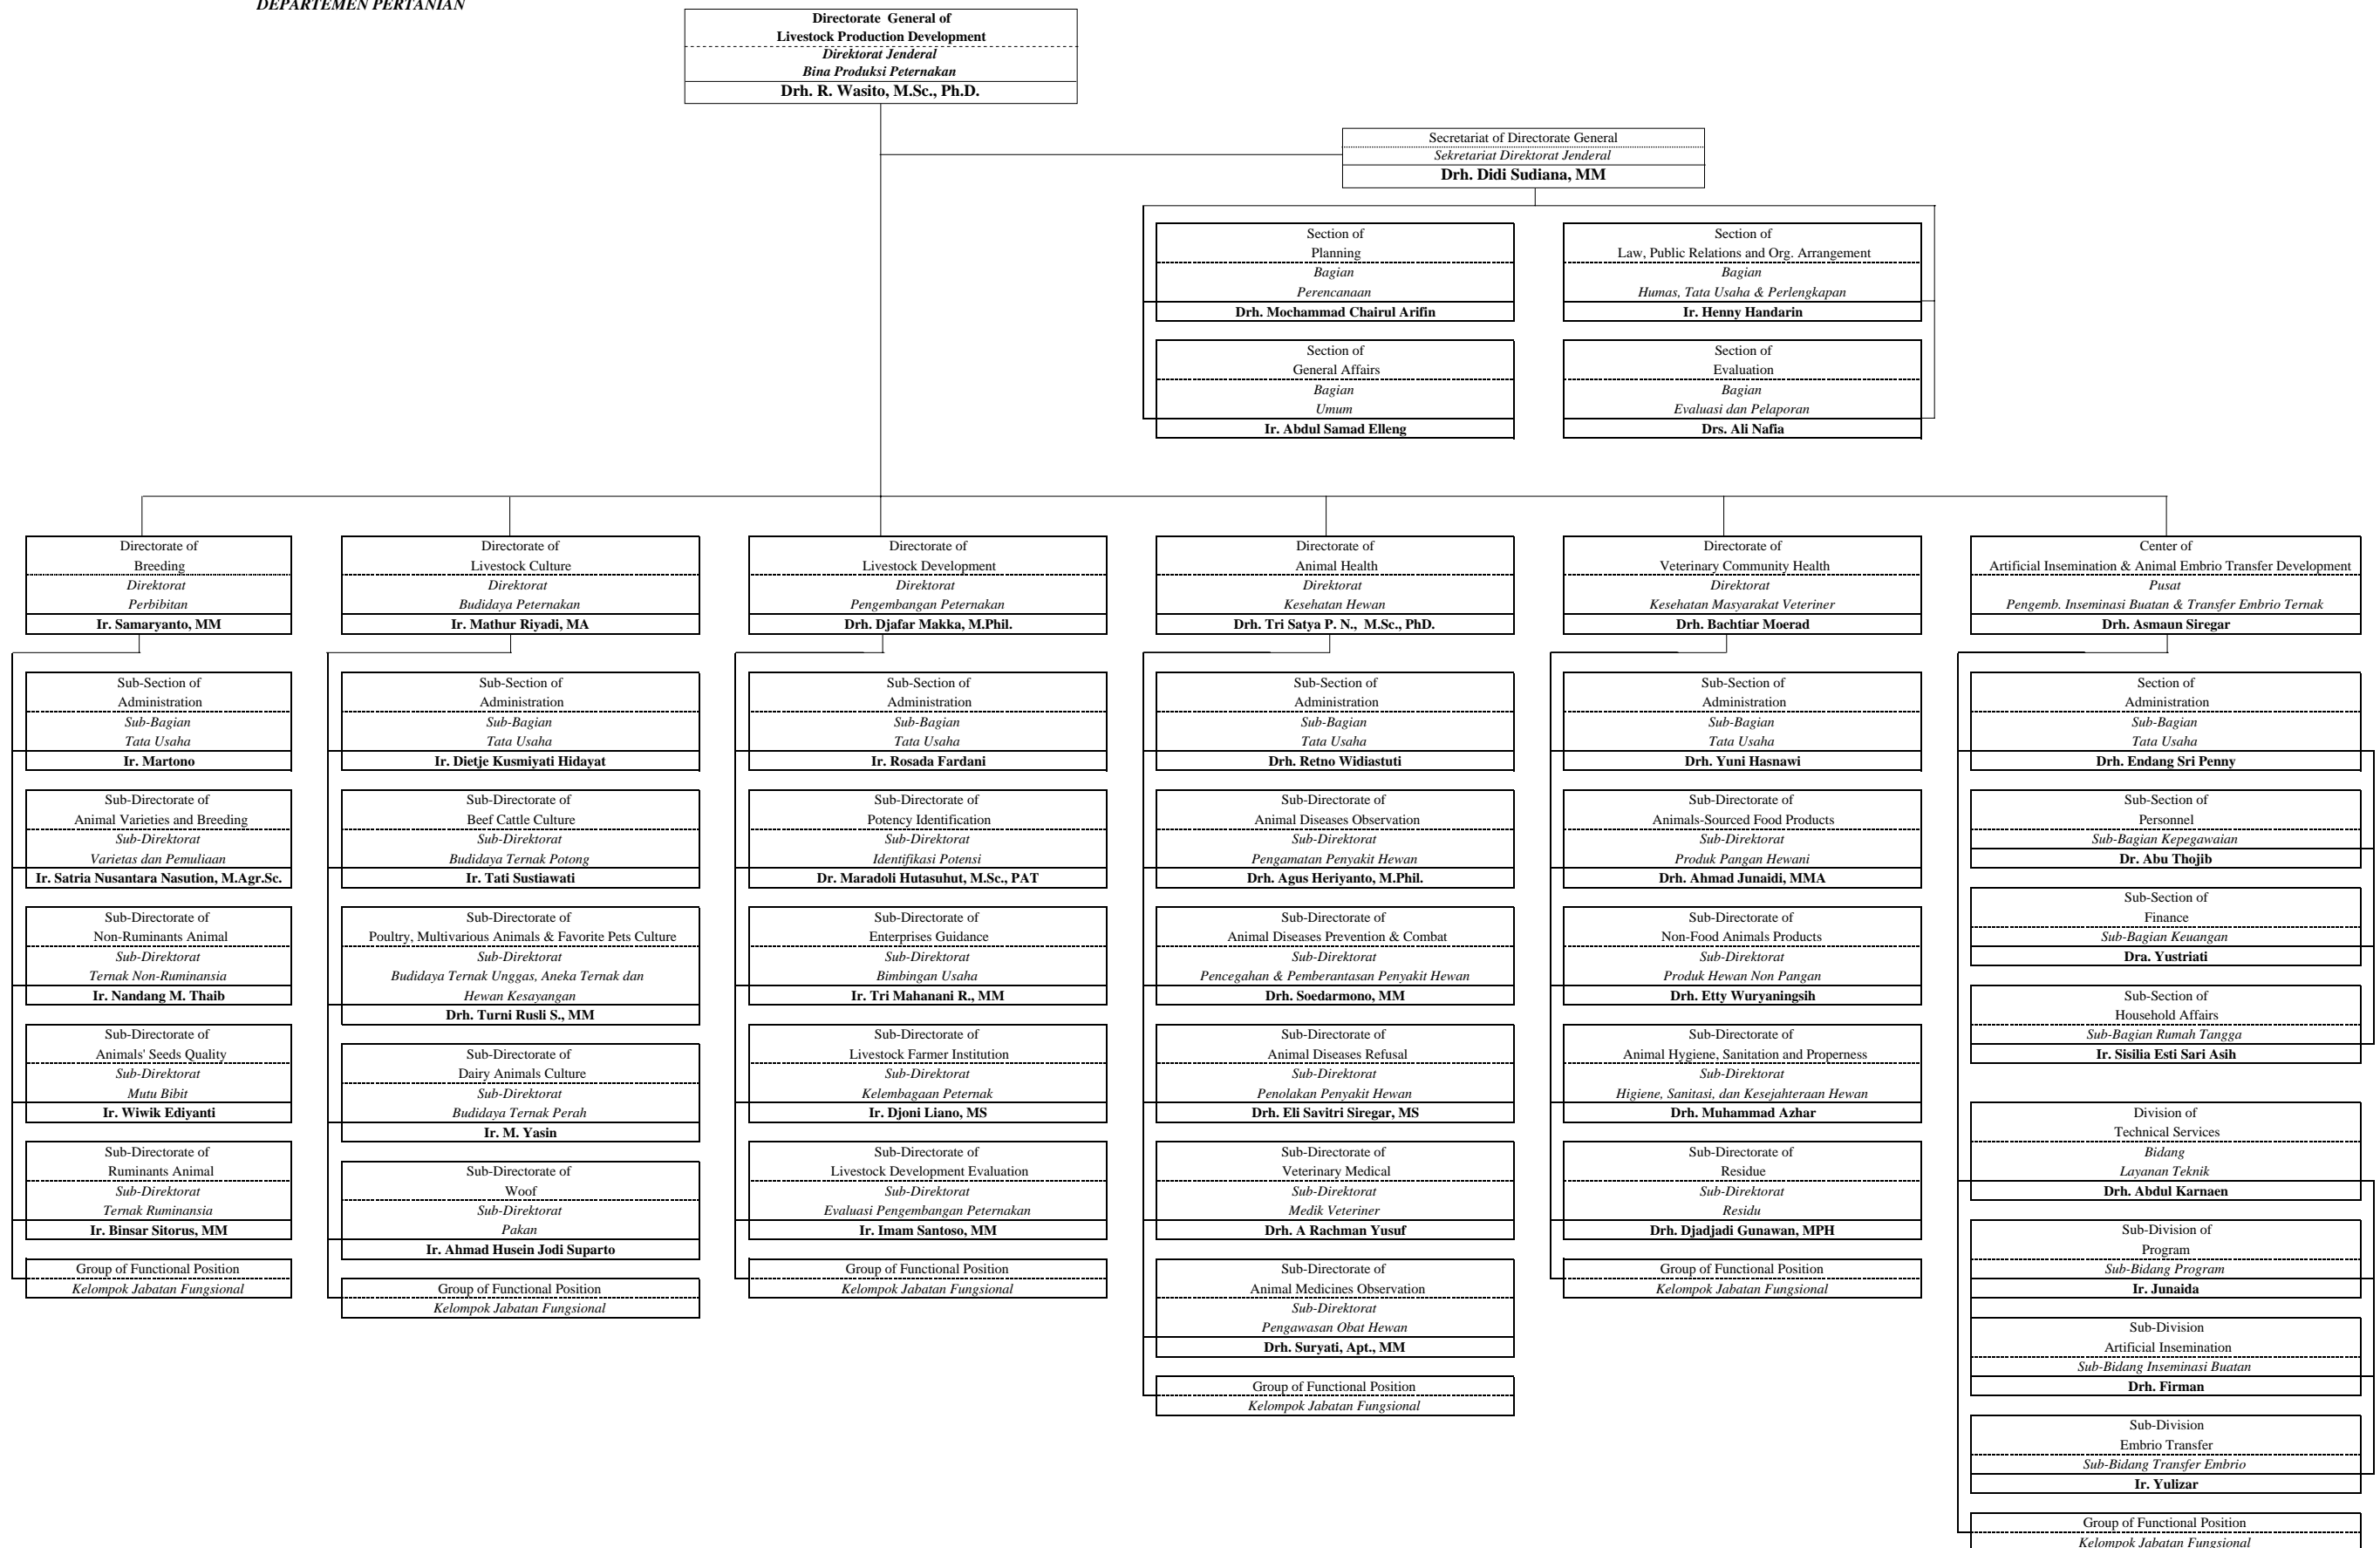 DEPARTEMEN PERTANIAN
Directorate General of
Livestock Production Development
Direktorat Jenderal
Bina Produksi Peternakan
Drh. R. Wasito, M.Sc., Ph.D.
Secretariat of Directorate General
Sekretariat Direktorat Jenderal
Drh. Didi Sudiana, MM
Section of
Planning
Bagian
Perencanaan
Drh. Mochammad Chairul Arifin
Section of
Law, Public Relations and Org. Arrangement
Bagian
Humas, Tata Usaha & Perlengkapan
Ir. Henny Handarin
Section of
General Affairs
Bagian
Umum
Ir. Abdul Samad Elleng
Section of
Evaluation
Bagian
Evaluasi dan Pelaporan
Drs. Ali Nafia
Directorate of
Breeding
Direktorat
Perbibitan
Ir. Samaryanto, MM
Sub-Section of
Administration
Sub-Bagian
Tata Usaha
Ir. Martono
Sub-Directorate of
Animal Varieties and Breeding
Sub-Direktorat
Varietas dan Pemuliaan
Ir. Satria Nusantara Nasution, M.Agr.Sc.
Sub-Directorate of
Non-Ruminants Animal
Sub-Direktorat
Ternak Non-Ruminansia
Ir. Nandang M. Thaib
Sub-Directorate of
Animals' Seeds Quality
Sub-Direktorat
Mutu Bibit
Ir. Wiwik Ediyanti
Sub-Directorate of
Ruminants Animal
Sub-Direktorat
Ternak Ruminansia
Ir. Binsar Sitorus, MM
Group of Functional Position
Kelompok Jabatan Fungsional
Directorate of
Livestock Culture
Direktorat
Budidaya Peternakan
Ir. Mathur Riyadi, MA
Sub-Section of
Administration
Sub-Bagian
Tata Usaha
Ir. Dietje Kusmiyati Hidayat
Sub-Directorate of
Beef Cattle Culture
Sub-Direktorat
Budidaya Ternak Potong
Ir. Tati Sustiawati
Sub-Directorate of
Poultry, Multivarious Animals & Favorite Pets Culture
Sub-Direktorat
Budidaya Ternak Unggas, Aneka Ternak dan
Hewan Kesayangan
Drh. Turni Rusli S., MM
Sub-Directorate of
Dairy Animals Culture
Sub-Direktorat
Budidaya Ternak Perah
Ir. M. Yasin
Sub-Directorate of
Woof
Sub-Direktorat
Pakan
Ir. Ahmad Husein Jodi Suparto
Group of Functional Position
Kelompok Jabatan Fungsional
Directorate of
Livestock Development
Direktorat
Pengembangan Peternakan
Drh. Djafar Makka, M.Phil.
Sub-Section of
Administration
Sub-Bagian
Tata Usaha
Ir. Rosada Fardani
Sub-Directorate of
Potency Identification
Sub-Direktorat
Identifikasi Potensi
Dr. Maradoli Hutasuhut, M.Sc., PAT
Sub-Directorate of
Enterprises Guidance
Sub-Direktorat
Bimbingan Usaha
Ir. Tri Mahanani R., MM
Sub-Directorate of
Livestock Farmer Institution
Sub-Direktorat
Kelembagaan Peternak
Ir. Djoni Liano, MS
Sub-Directorate of
Livestock Development Evaluation
Sub-Direktorat
Evaluasi Pengembangan Peternakan
Ir. Imam Santoso, MM
Group of Functional Position
Kelompok Jabatan Fungsional
Directorate of
Animal Health
Direktorat
Kesehatan Hewan
Drh. Tri Satya P. N., M.Sc, PhD.
Sub-Section of
Administration
Sub-Bagian
Tata Usaha
Drh. Retno Widiastuti
Sub-Directorate of
Animal Diseases Observation
Sub-Direktorat
Pengamatan Penyakit Hewan
Drh. Agus Heriyanto, M.Phil.
Sub-Directorate of
Animal Diseases Prevention & Combat
Sub-Direktorat
Pencegahan & Pemberantasan Penyakit Hewan
Drh. Soedarmono, MM
Sub-Directorate of
Animal Diseases Refusal
Sub-Direktorat
Penolakan Penyakit Hewan
Drh. Eli Savitri Siregar, MS
Sub-Directorate of
Veterinary Medical
Sub-Direktorat
Medik Veteriner
Drh. A Rachman Yusuf
Sub-Directorate of
Animal Medicines Observation
Sub-Direktorat
Pengawasan Obat Hewan
Drh. Suryati, Apt., MM
Group of Functional Position
Kelompok Jabatan Fungsional
Directorate of
Veterinary Community Health
Direktorat
Kesehatan Masyarakat Veteriner
Drh. Bachtiar Moerad
Sub-Section of
Administration
Sub-Bagian
Tata Usaha
Drh. Yuni Hasnawi
Sub-Directorate of
Animals-Sourced Food Products
Sub-Direktorat
Produk Pangan Hewani
Drh. Ahmad Junaidi, MMA
Sub-Directorate of
Non-Food Animals Products
Sub-Direktorat
Produk Hewan Non Pangan
Drh. Etty Wuryaningsih
Sub-Directorate of
Animal Hygiene, Sanitation and Properness
Sub-Direktorat
Higiene, Sanitasi, dan Kesejahteraan Hewan
Drh. Muhammad Azhar
Sub-Directorate of
Residue
Sub-Direktorat
Residu
Drh. Djadjadi Gunawan, MPH
Group of Functional Position
Kelompok Jabatan Fungsional
Center of
Artificial Insemination & Animal Embrio Transfer Development
Pusat
Pengemb. Inseminasi Buatan & Transfer Embrio Ternak
Drh. Asmaun Siregar
Section of
Administration
Sub-Bagian
Tata Usaha
Drh. Endang Sri Penny
Sub-Section of
Personnel
Sub-Bagian Kepegawaian
Dr. Abu Thojib
Sub-Section of
Finance
Sub-Bagian Keuangan
Dra. Yustriati
Sub-Section of
Household Affairs
Sub-Bagian Rumah Tangga
Ir. Sisilia Esti Sari Asih
Division of
Technical Services
Bidang
Layanan Teknik
Drh. Abdul Karnaen
Sub-Division of
Program
Sub-Bidang Program
Ir. Junaida
Sub-Division
Artificial Insemination
Sub-Bidang Inseminasi Buatan
Drh. Firman
Sub-Division
Embrio Transfer
Sub-Bidang Transfer Embrio
Ir. Yulizar
Group of Functional Position
Kelompok Jabatan Fungsional